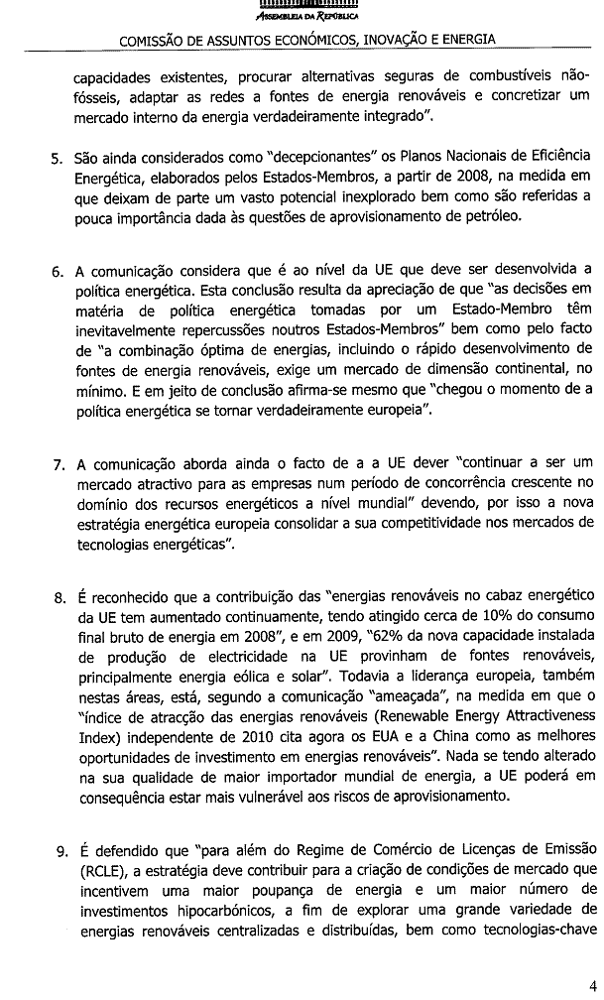 ASSEMBLEIA DA REPÚBLICA
COMISSÃO DE ASSUNTOS ECONÓMICOS, INOVAÇÃO E ENERGIA
capacidades existentes, procurar alternativas seguras de combustíveis não-
fósseis, adaptar as redes a fontes de energia renováveis e concretizar um
mercado interno da energia verdadeiramente integrado".
5. São ainda considerados como "decepcionantes" os Planos Nacionais de Eficiência
Energética, elaborados pelos Estados-Membros, a partir de 2008, na medida em
que deixam de parte um vasto potencial inexplorado bem como são referidas a
pouca importância dada às questões de aprovisionamento de petróleo.
6. A comunicação considera que é ao nível da UE que deve ser desenvolvida a
política energética. Esta conclusão resulta da apreciação de que "as decisões em
matéria de política energética tomadas por um Estado-Membro têm
inevitavelmente repercussões noutros Estados-Membros" bem como pelo facto
de "a combinação óptima de energias, incluindo o rápido desenvolvimento de
fontes de energia renováveis, exige um mercado de dimensão continental, no
mínimo. E em jeito de conclusão afirma-se mesmo que "chegou o momento de a
política energética se tornar verdadeiramente europeia".
7. A comunicação aborda ainda o facto de a a UE dever "continuar a ser um
mercado atractivo para as empresas num período de concorrência crescente no
domínio dos recursos energéticos a nível mundial" devendo, por isso a nova
estratégia energética europeia consolidar a sua competitividade nos mercados de
tecnologias energéticas".
8. É reconhecido que a contribuição das "energias renováveis no cabaz energético
da UE tem aumentado continuamente, tendo atingido cerca de 10% do consumo
final bruto de energia em 2008", e em 2009, "62% da nova capacidade instalada
de produção de electricidade na UE provinham de fontes renováveis,
principalmente energia eólica e solar". Todavia a liderança europeia, também
nestas áreas, está, segundo a comunicação "ameaçada", na medida em que o
"índice de atracção das energias renováveis (Renewable Energy Attractiveness
Index) independente de 2010 cita agora os EUA e a China como as melhores
oportunidades de investimento em energias renováveis". Nada se tendo alterado
na sua qualidade de maior importador mundial de energia, a UE poderá em
consequência estar mais vulnerável aos riscos de aprovisionamento.
9. É defendido que "para além do Regime de Comércio de Licenças de Emissão
(RCLE), a estratégia deve contribuir para a criação de condições de mercado que
incentivem uma maior poupança de energia e um maior número de
investimentos hipocarbónicos, a fim de explorar uma grande variedade de
energias renováveis centralizadas e distribuídas, bem como tecnologias-chave
4